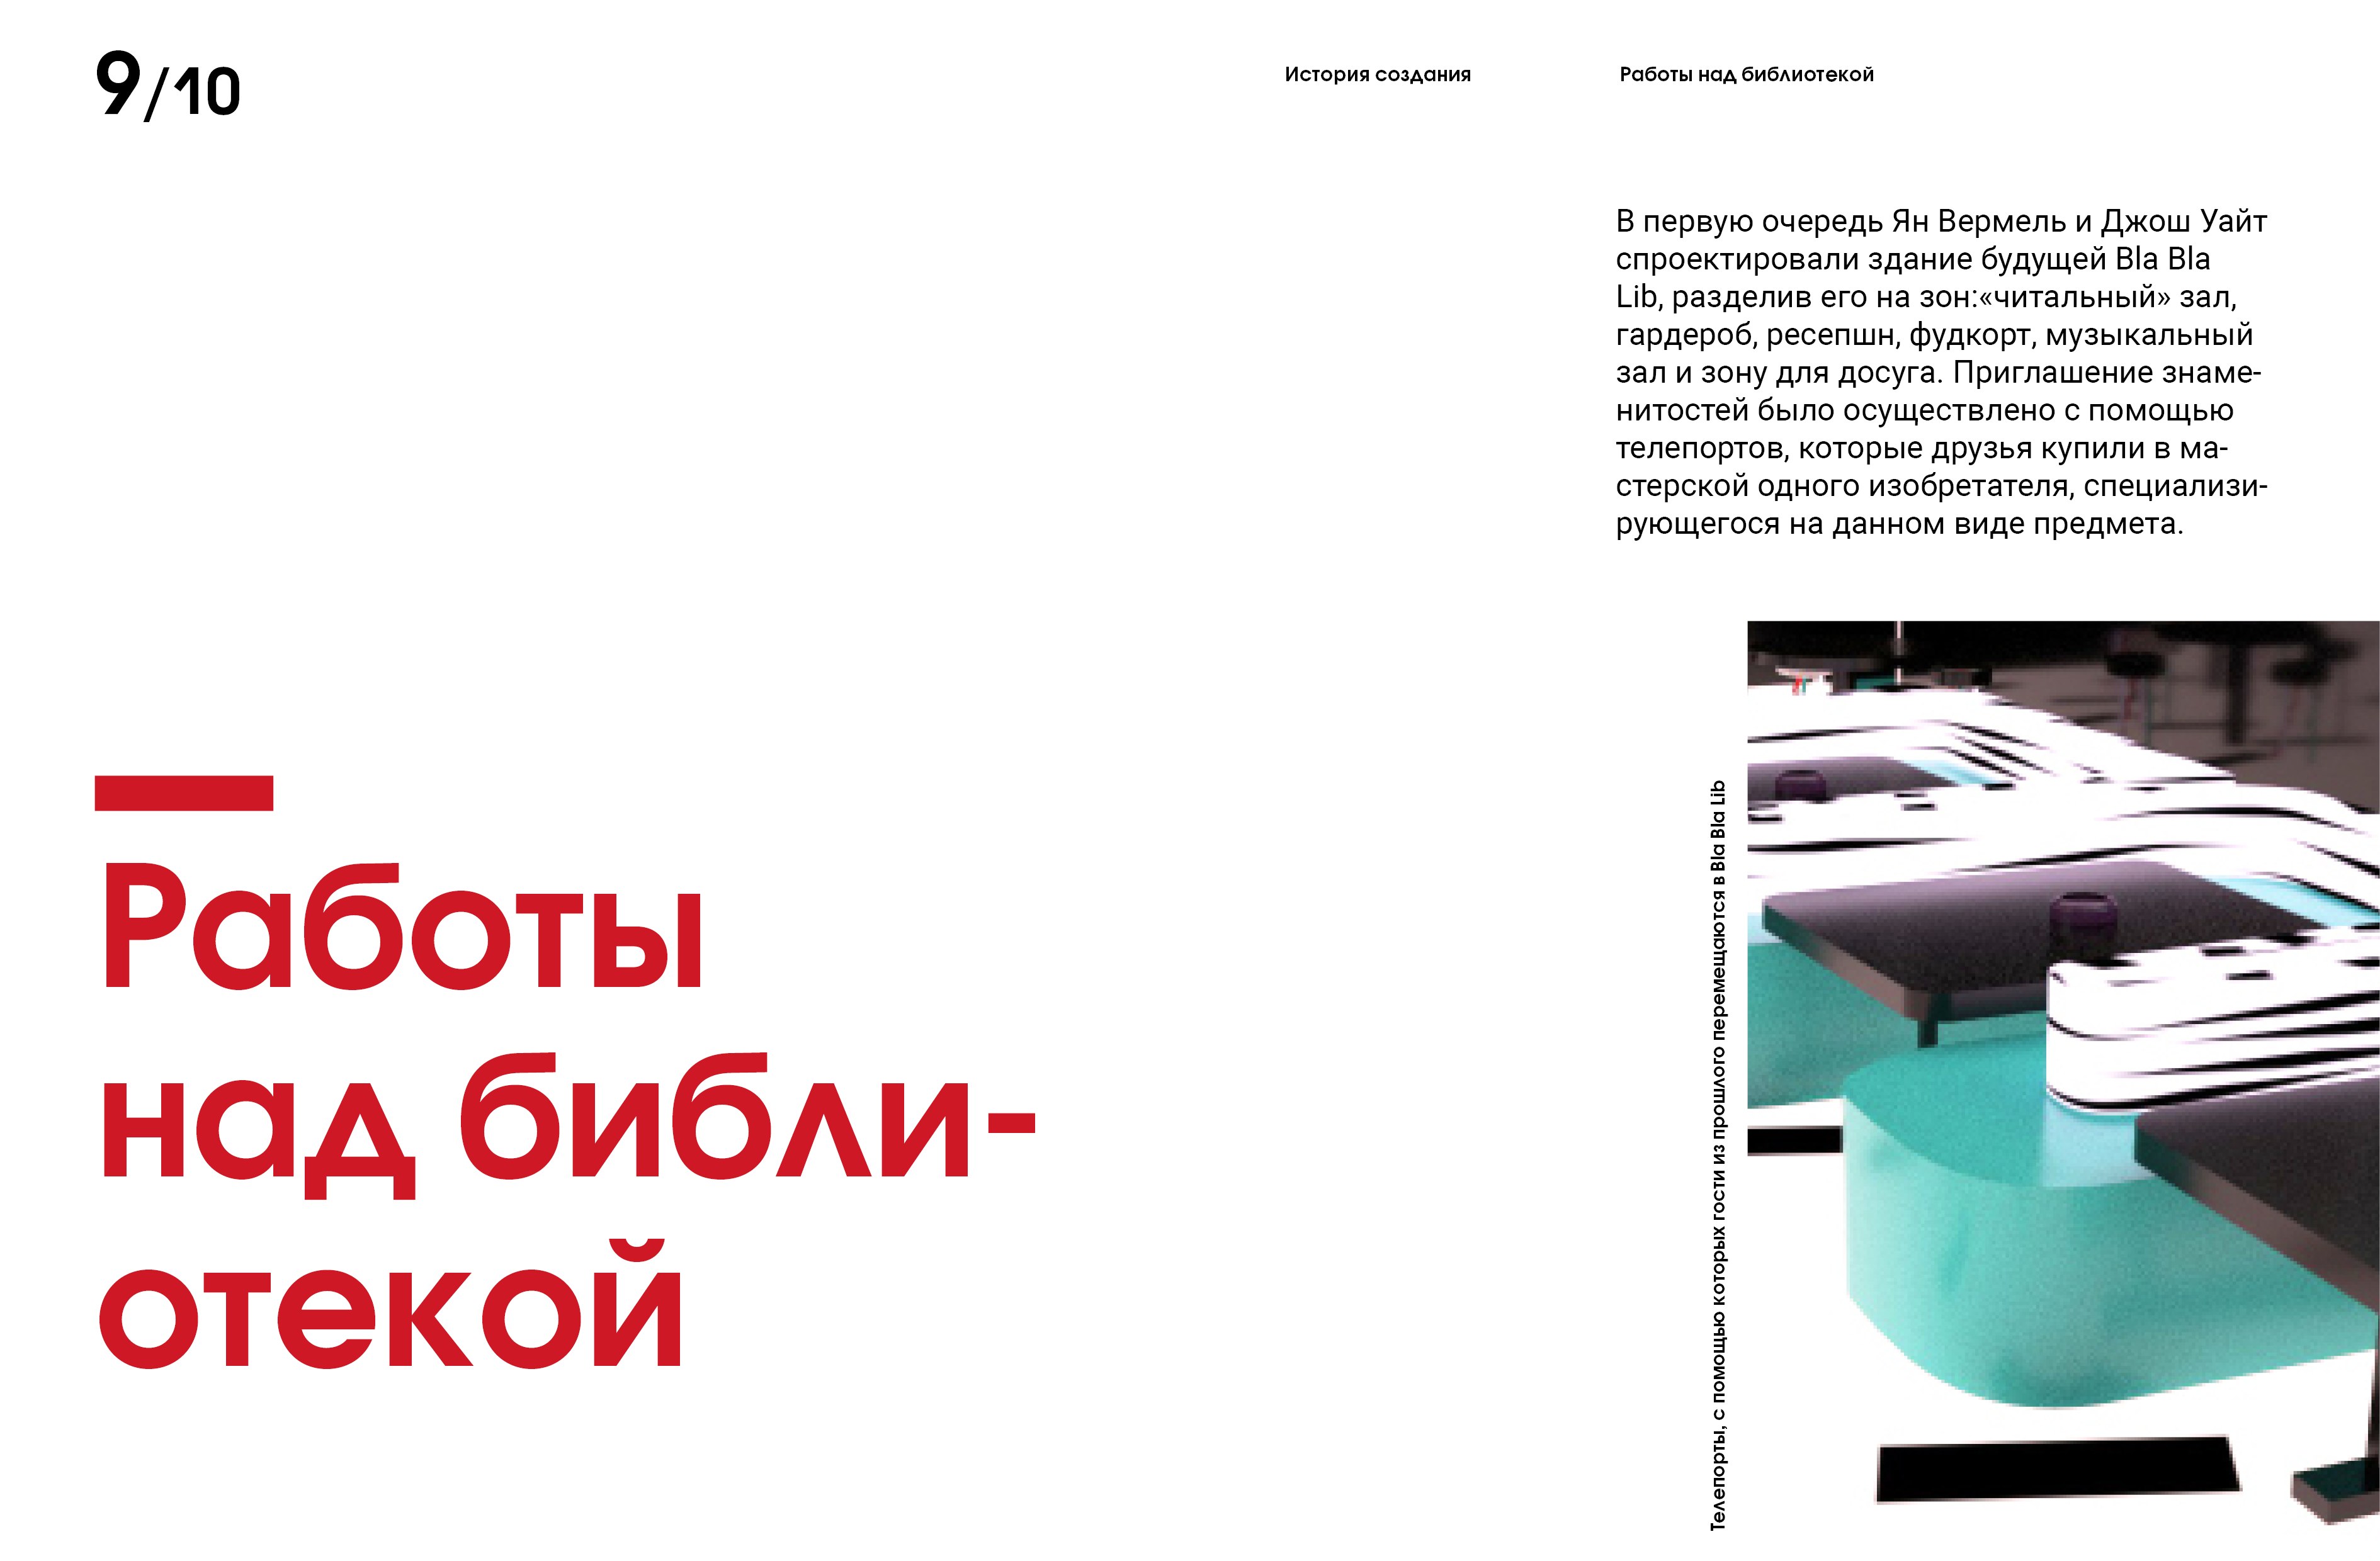 9/10
История создания
Работы над библиотекой
В первую очередь Ян Вермель и Джош Уайт
спроектировали здание будущей Bla Bla
Lib, разделив его на зон:«читальный» зал,
гардероб, ресепшн, фудкорт, музыкальный
зал и зону для досуга. Приглашение знаме-
нитостей было осуществлено с помощью
телепортов, которые друзья купили в ма-
стерской одного изобретателя, специализи-
рующегося на данном виде предмета.
Работы
над библи-
отекой
Телепорты, с помощью которых гости из прошлого перемещаются в Bla Bla Lib